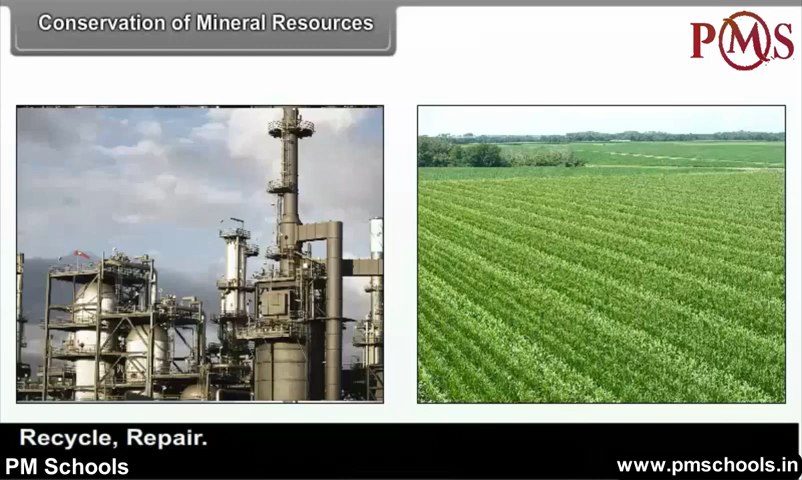 Conservation of Mineral Resources
PMS
Recycle, Repair.
PM Schools
www.pmschools.in